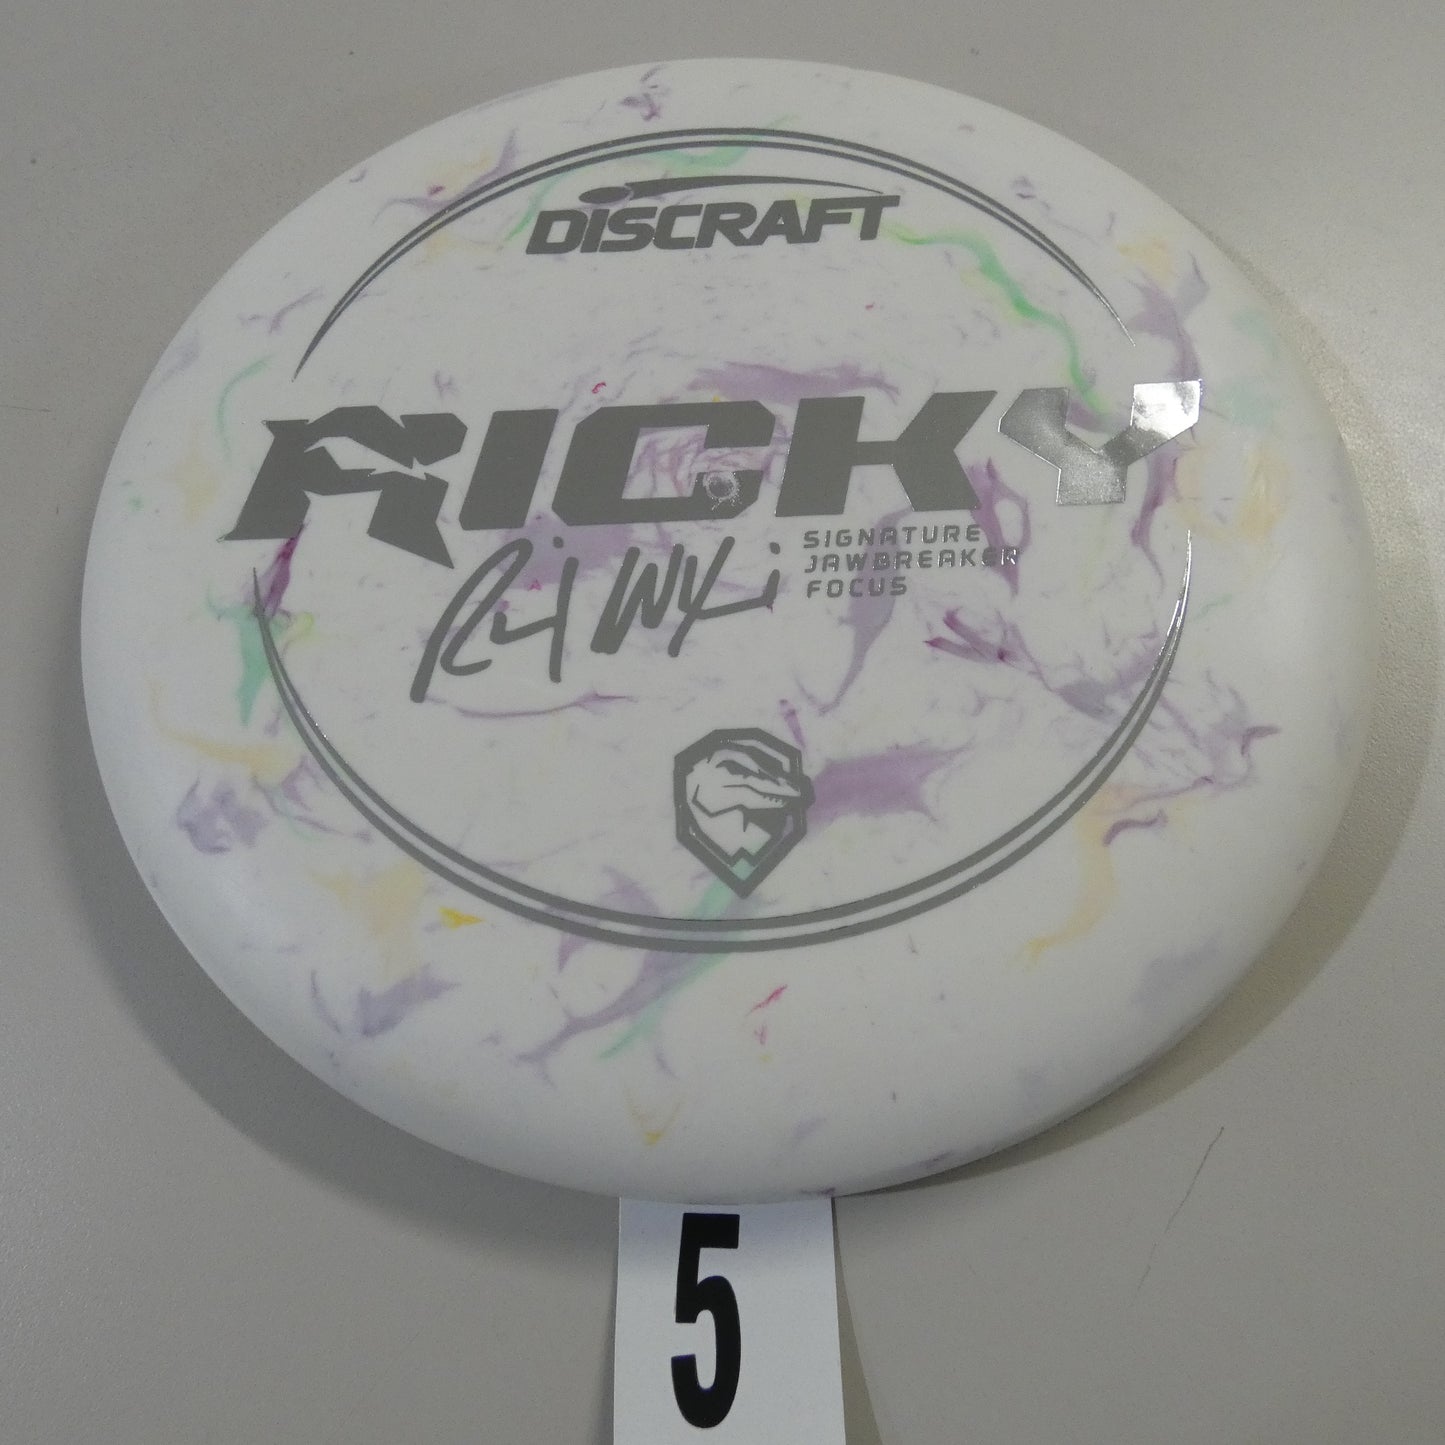 DISCRAFT
RICKY
SIGNATURE
JAWBREAKER
FOCUS
5